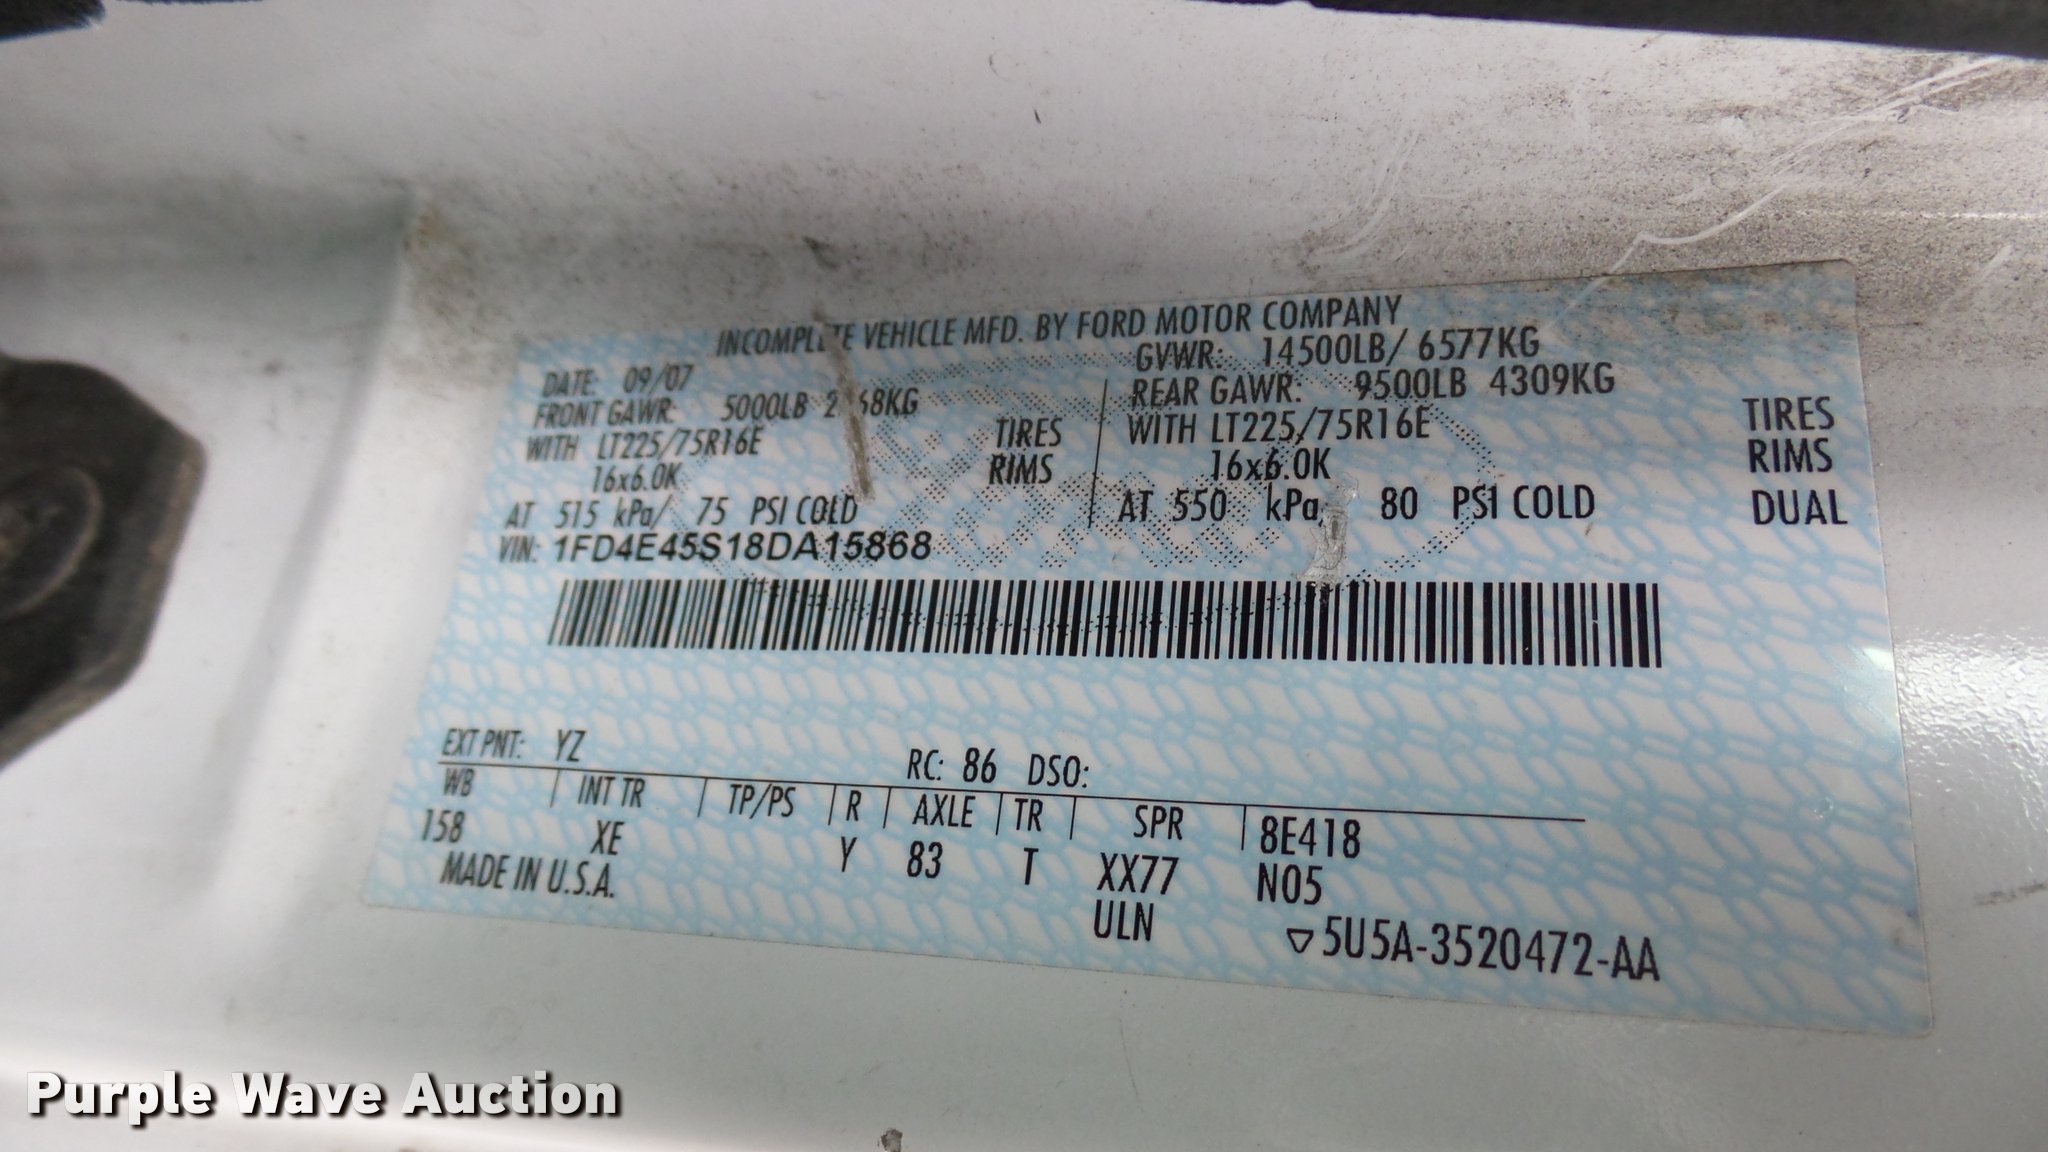 INCOMPLETE VEHICLE MFD. BY FORD MOTOR COMPANY
DATE: 09/07 GVWR: 14500LB/ 6577KG
FRONT GAWR: 5000LB REAR GAWR: 9500LB 4309KG
WITH LT225/75R16E TIRES WITH LT225/75R16E TIRES
16x6.0K RIMS 16x6.0K RIMS
AT 515 kPa/ 75 PSI COLD AT 550 kPa/ 80 PSI COLD DUAL
VIN: 1FD4E45S18DA15868
EXT PNT: YZ RC: 86 DSO:
WB INT TR TP/PS R AXLE TR SPR 8E418
158 XE Y 83 T XX77 N05
MADE IN U.S.A. ULN
▽5U5A-3520472-AA
Purple Wave Auction